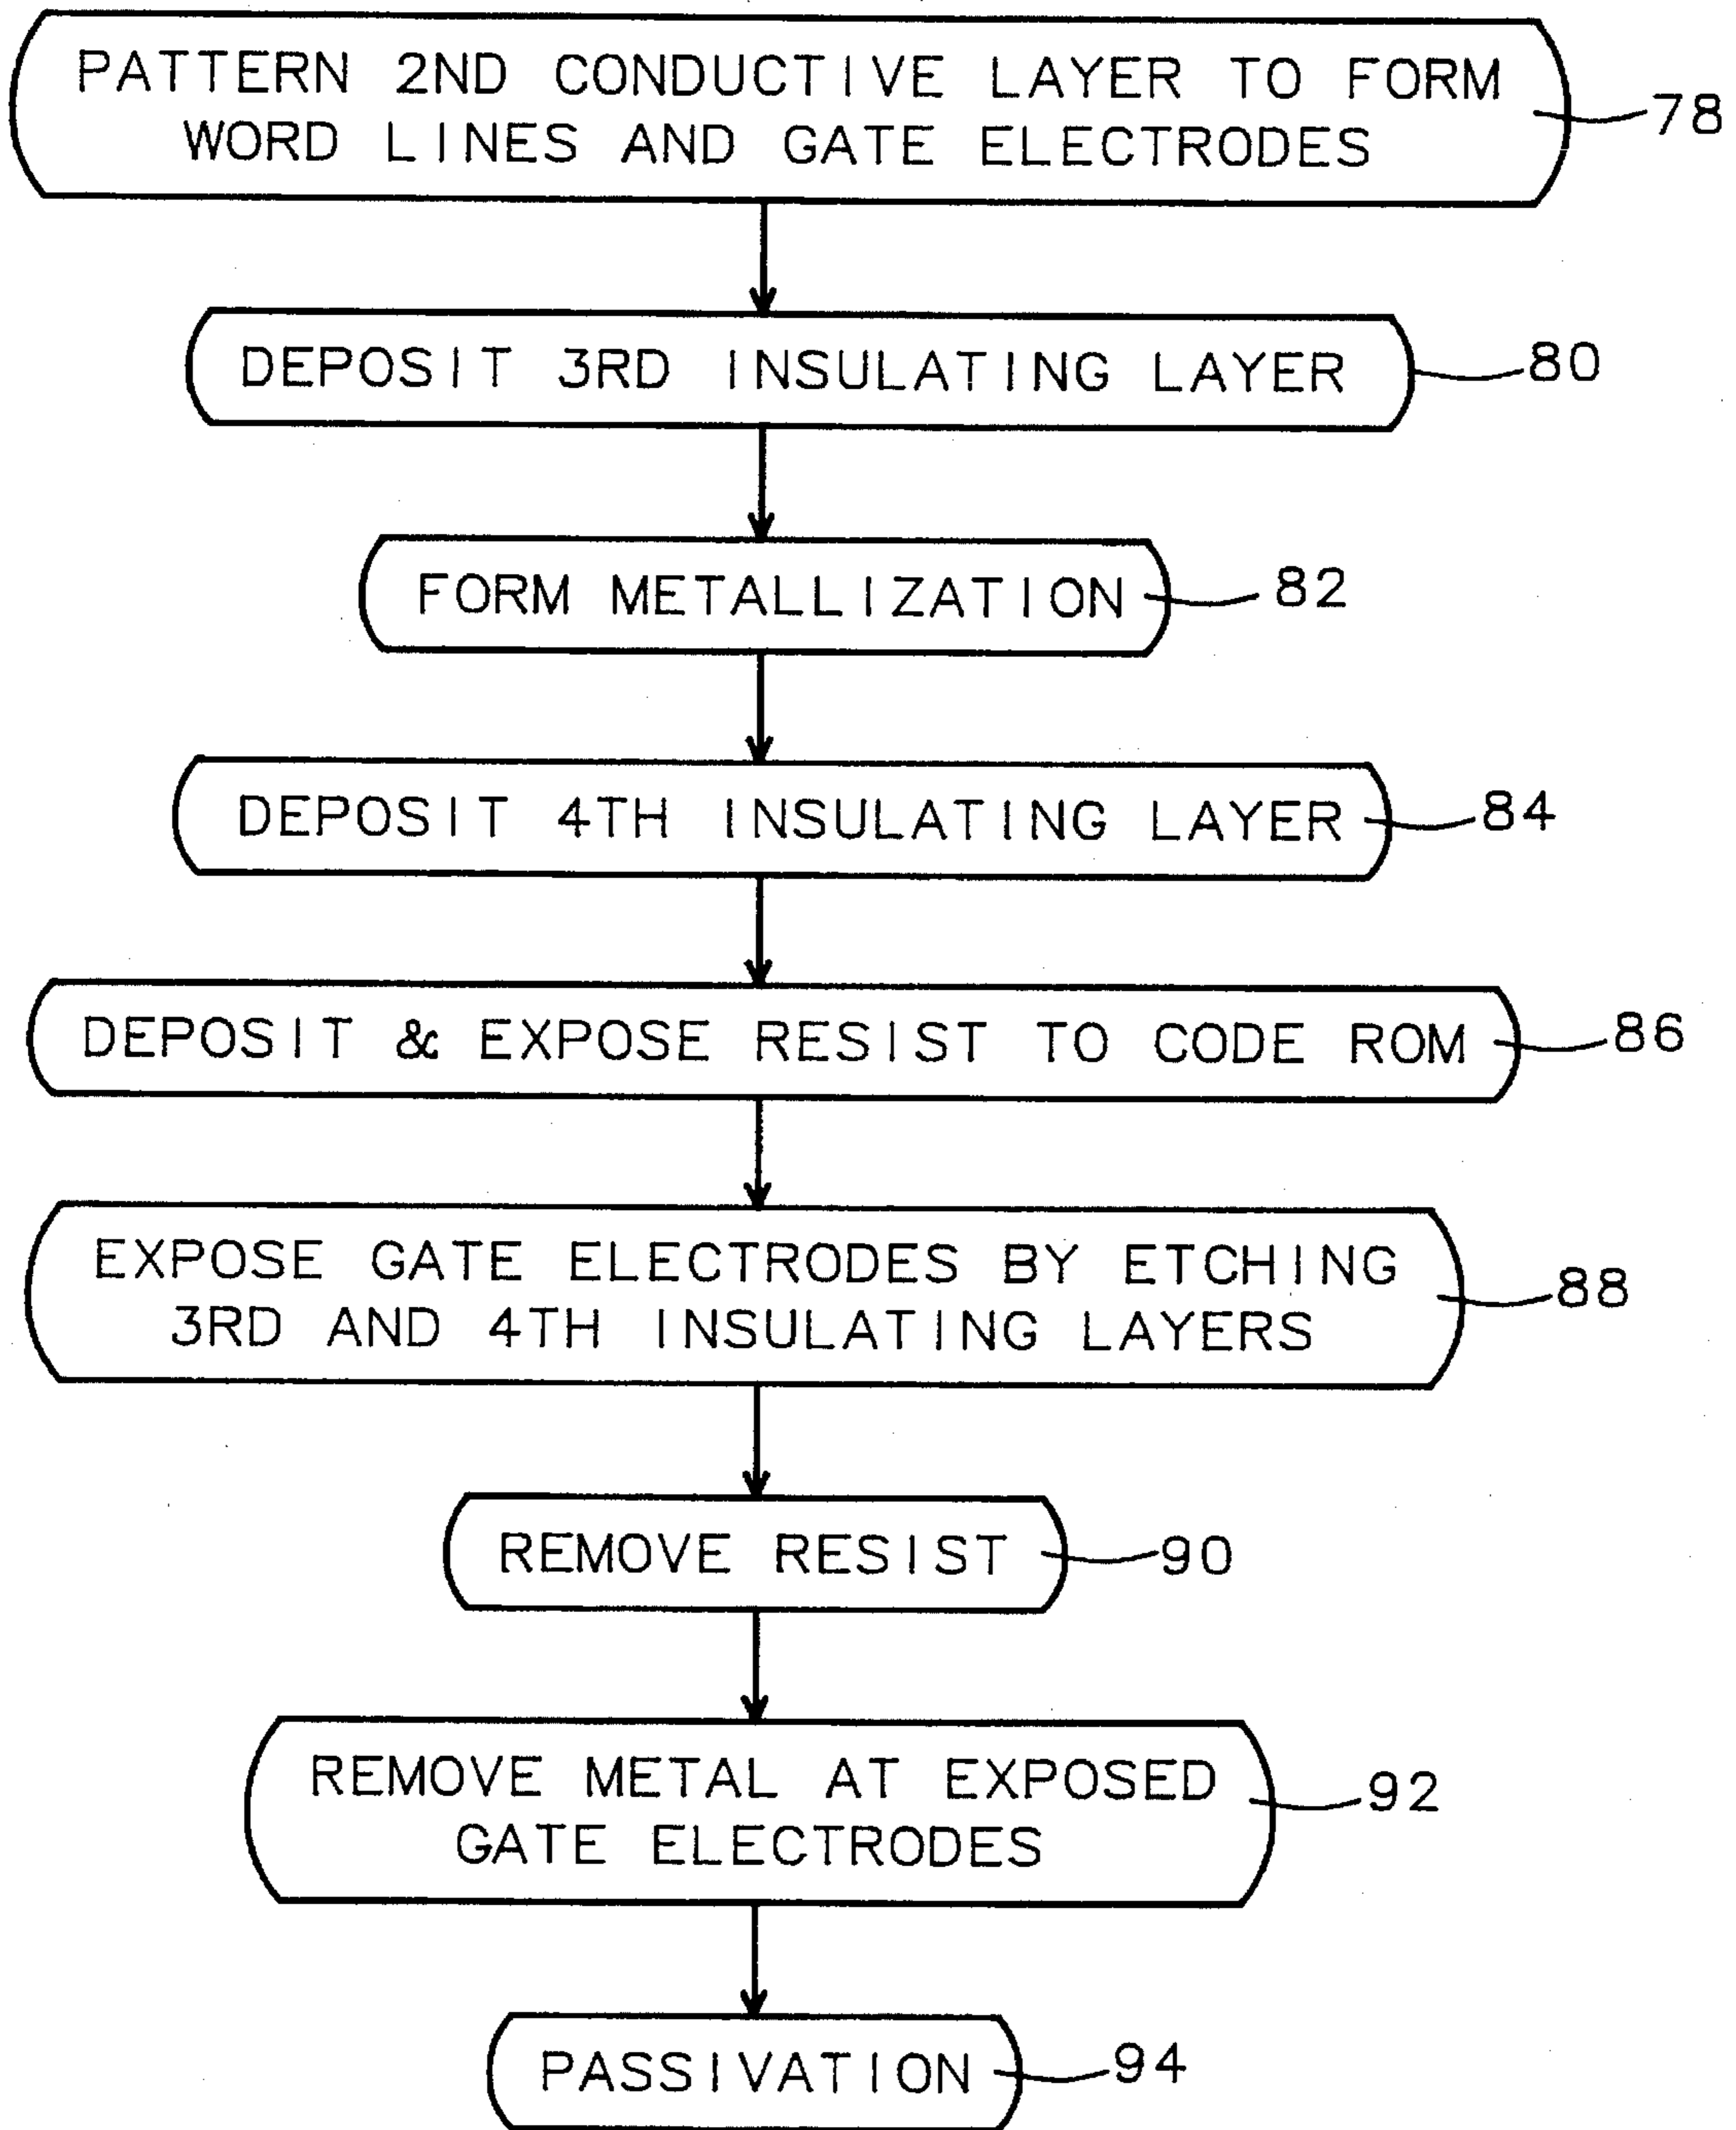 PATTERN 2ND CONDUCTIVE LAYER TO FORM
WORD LINES AND GATE ELECTRODES
78
DEPOSIT 3RD INSULATING LAYER
80
FORM METALLIZATION
82
DEPOSIT 4TH INSULATING LAYER
84
DEPOSIT & EXPOSE RESIST TO CODE ROM
86
EXPOSE GATE ELECTRODES BY ETCHING
3RD AND 4TH INSULATING LAYERS
88
REMOVE RESIST
90
REMOVE METAL AT EXPOSED
GATE ELECTRODES
92
PASSIVATION
94